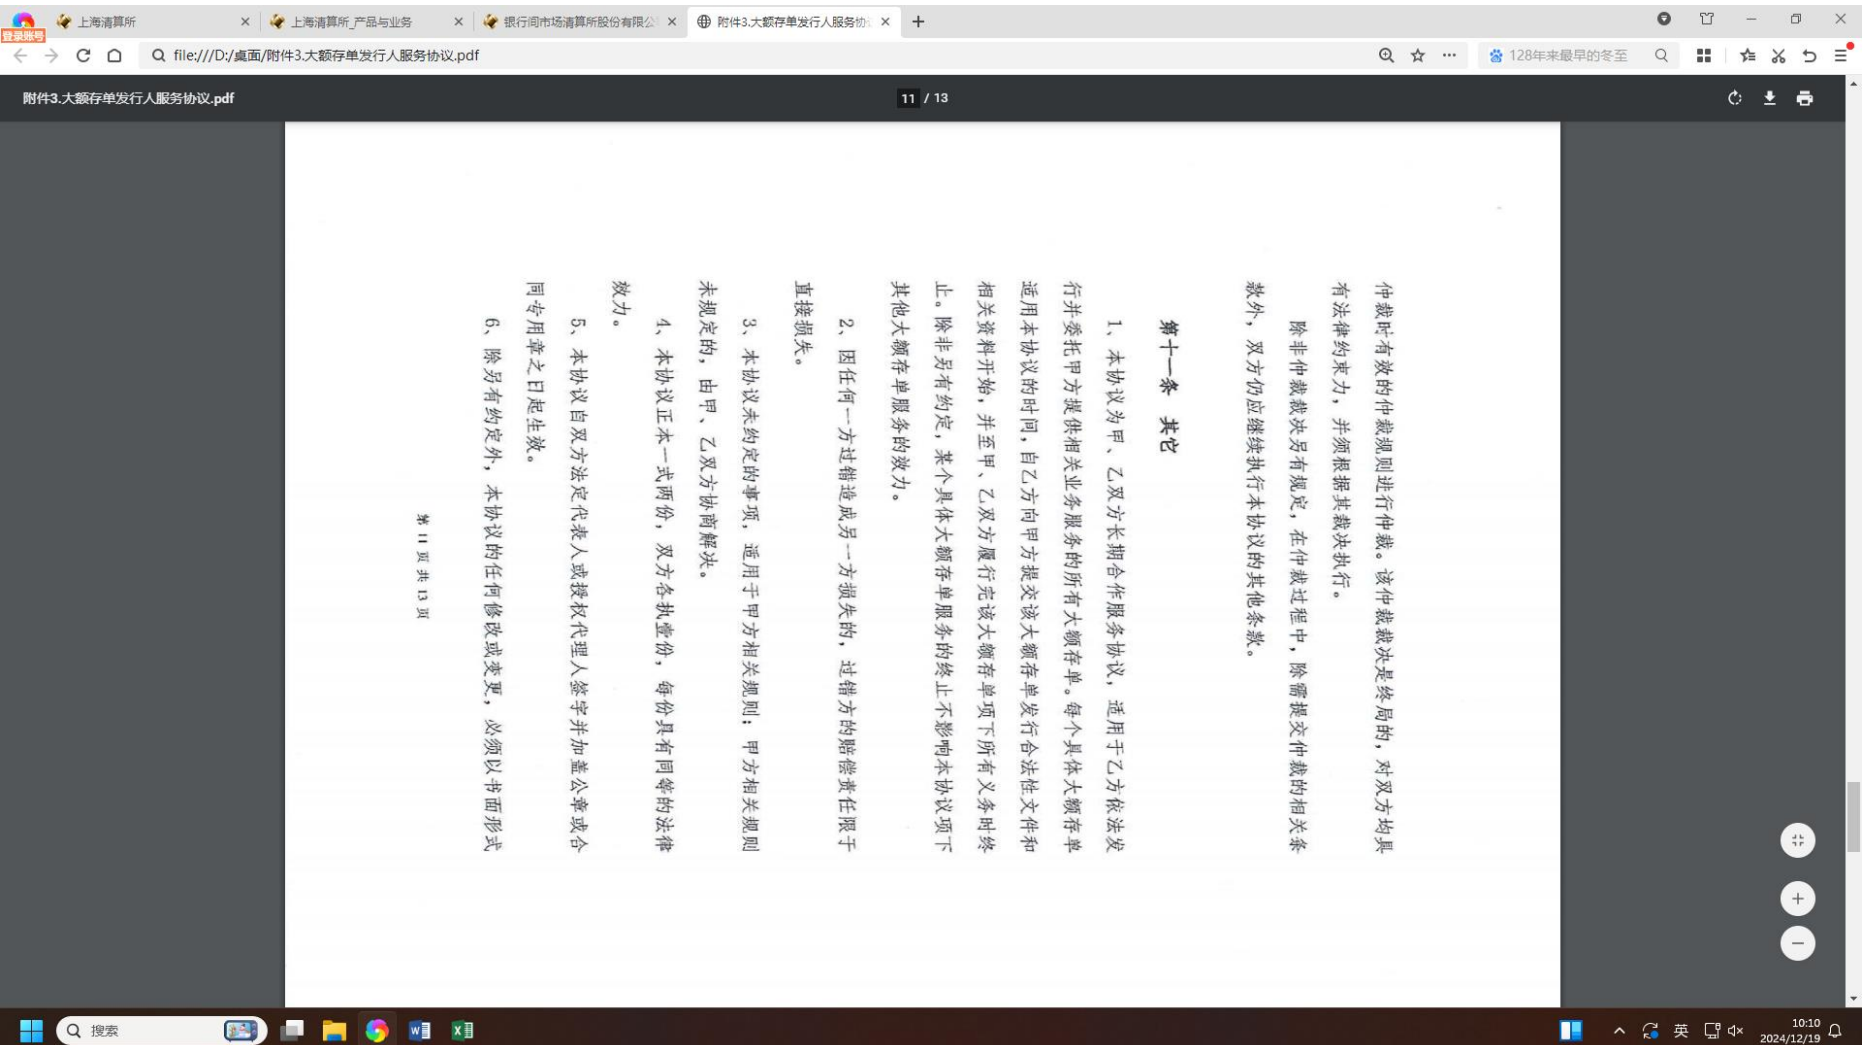 上海清算所
上海清算所_产品与业务
银行间市场清算所股份有限公
附件3.大额存单发行人服务协
登录账号
file:///D:/桌面/附件3.大额存单发行人服务协议.pdf
128年来最早的冬至
附件3.大额存单发行人服务协议.pdf
11 / 13
仲裁时有效的仲裁规则进行仲裁。该仲裁裁决是终局的，对双方均具
有法律约束力，并须根据其裁决执行。
除非仲裁裁决另有规定，在仲裁过程中，除需提交仲裁的相关条
款外，双方仍应继续执行本协议的其他条款。
第十一条 其它
1、本协议为甲、乙双方长期合作服务协议，适用于乙方依法发
行并委托甲方提供相关业务服务的所有大额存单。每个具体大额存单
适用本协议的时间，自乙方向甲方提交该大额存单发行合法性文件和
相关资料开始，并至甲、乙双方履行完该大额存单项下所有义务时终
止。除非另有约定，某个具体大额存单服务的终止不影响本协议项下
其他大额存单服务的效力。
2、因任何一方过错造成另一方损失的，过错方的赔偿责任限于
直接损失。
3、本协议未约定的事项，适用于甲方相关规则；甲方相关规则
未规定的，由甲、乙双方协商解决。
4、本协议正本一式两份，双方各执壹份，每份具有同等的法律
效力。
5、本协议自双方法定代表人或授权代理人签字并加盖公章或合
同专用章之日起生效。
6、除另有约定外，本协议的任何修改或变更，必须以书面形式
第 11 页 共 13 页
搜索
英
10:10
2024/12/19